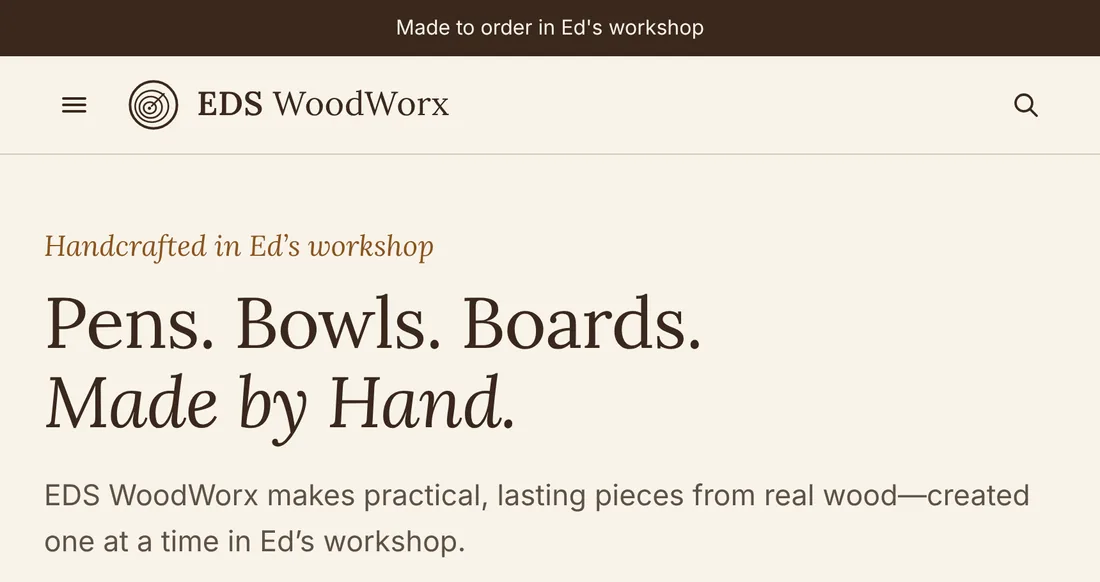 Made to order in Ed's workshop
EDS WoodWorx
Handcrafted in Ed’s workshop
Pens. Bowls. Boards.
Made by Hand.
EDS WoodWorx makes practical, lasting pieces from real wood—created
one at a time in Ed’s workshop.